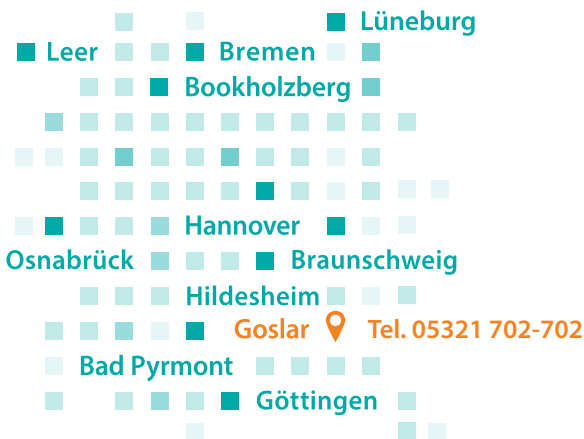 Lüneburg
Leer Bremen
Bookholzberg
Hannover
Osnabrück Braunschweig
Hildesheim
Goslar Tel. 05321 702-702
Bad Pyrmont
Göttingen